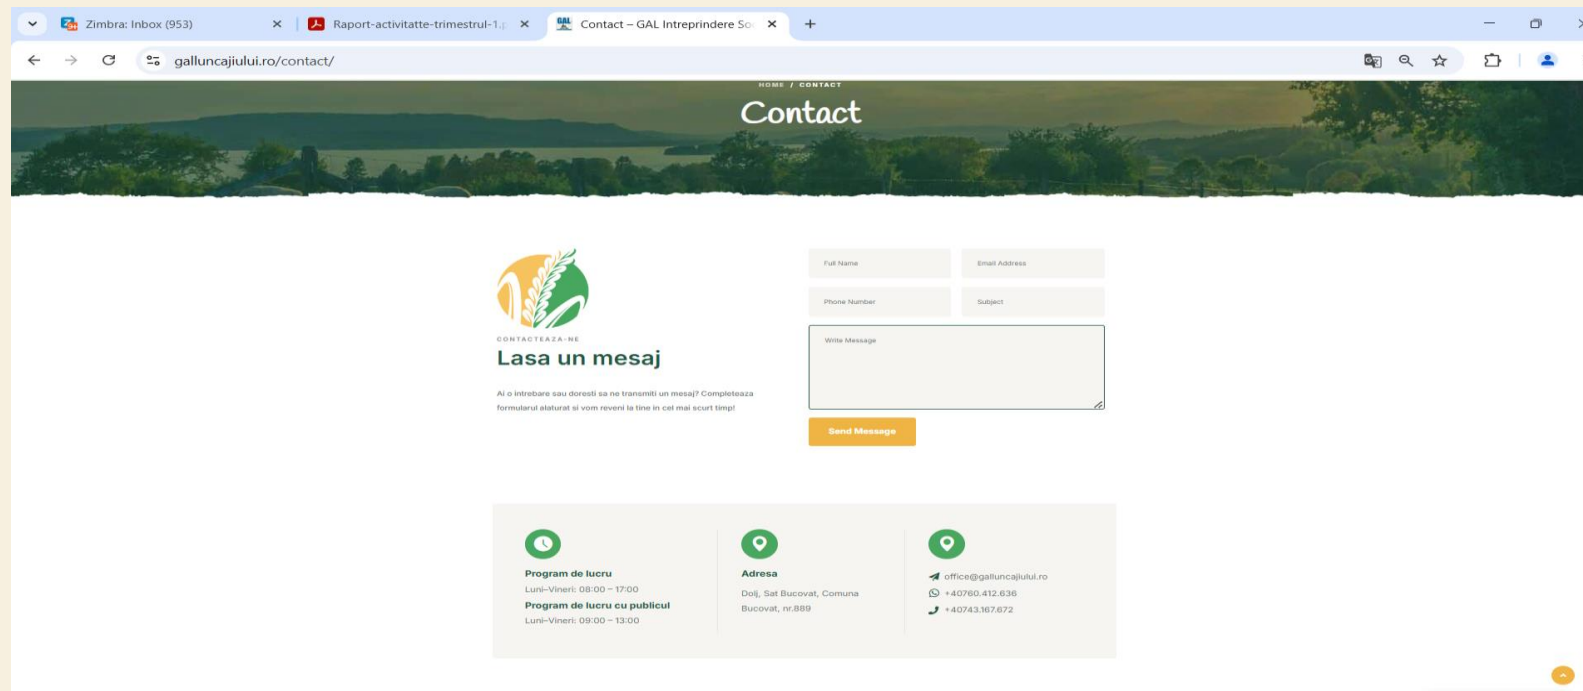 Zimbra: Inbox (953)
Raport-activitatte-trimestrul-1.p
Contact – GAL Intreprindere Soc
galluncajiului.ro/contact/
HOME / CONTACT
Contact
CONTACTEAZA-NE
Lasa un mesaj
Ai o intrebare sau doresti sa ne transmiti un mesaj? Completeaza
formularul alaturat si vom reveni la tine in cel mai scurt timp!
Full Name
Email Address
Phone Number
Subject
Write Message
Send Message
Program de lucru
Luni–Vineri: 08:00 – 17:00
Program de lucru cu publicul
Luni–Vineri: 09:00 – 13:00
Adresa
Dolj, Sat Bucovat, Comuna
Bucovat, nr.889
office@galluncajiului.ro
+40760.412.636
+40743.167.672